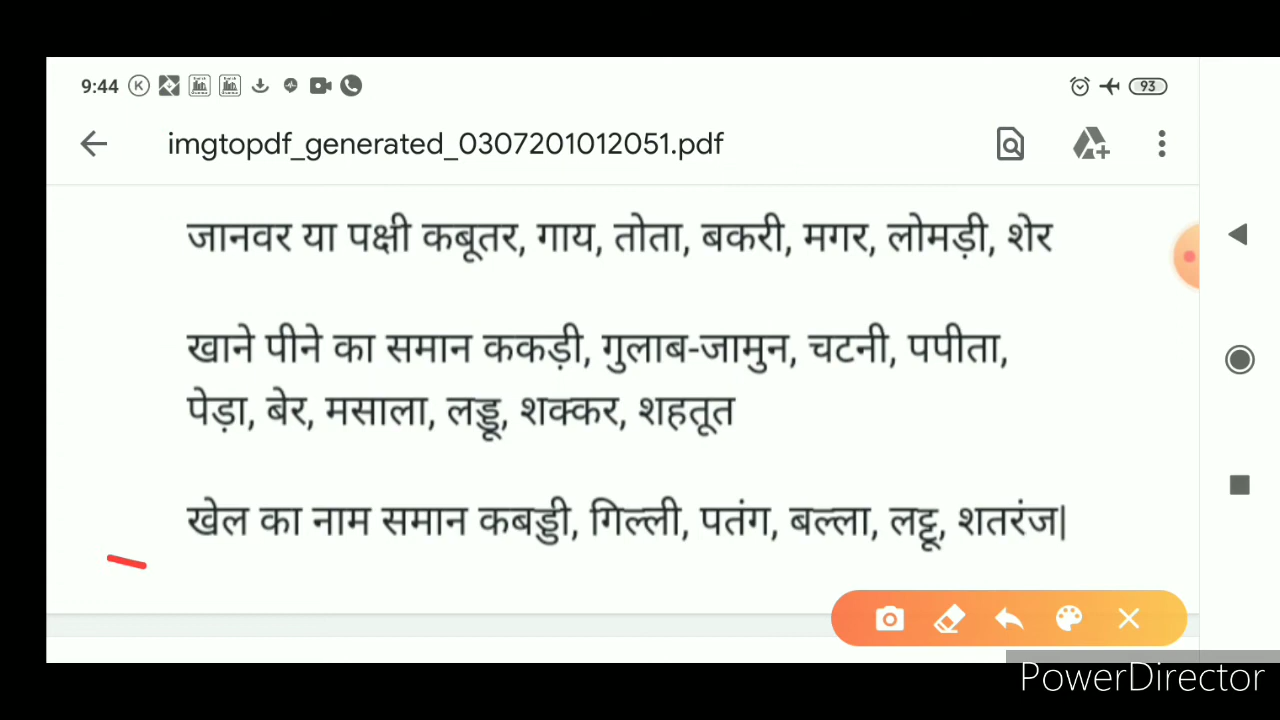 9:44
93
imgtopdf_generated_0307201012051.pdf
जानवर या पक्षी कबूतर, गाय, तोता, बकरी, मगर, लोमड़ी, शेर
खाने पीने का समान ककड़ी, गुलाब-जामुन, चटनी, पपीता,
पेड़ा, बेर, मसाला, लड्डू, शक्कर, शहतूत
खेल का नाम समान कबड्डी, गिल्ली, पतंग, बल्ला, लट्टू, शतरंज|
PowerDirector